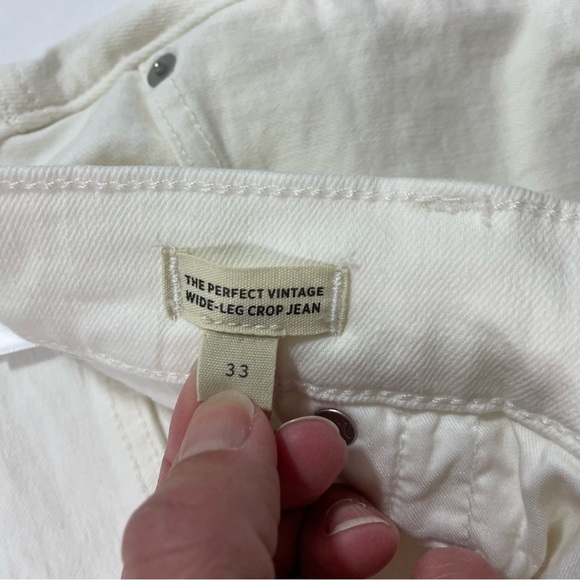 THE PERFECT VINTAGE
WIDE-LEG CROP JEAN
33